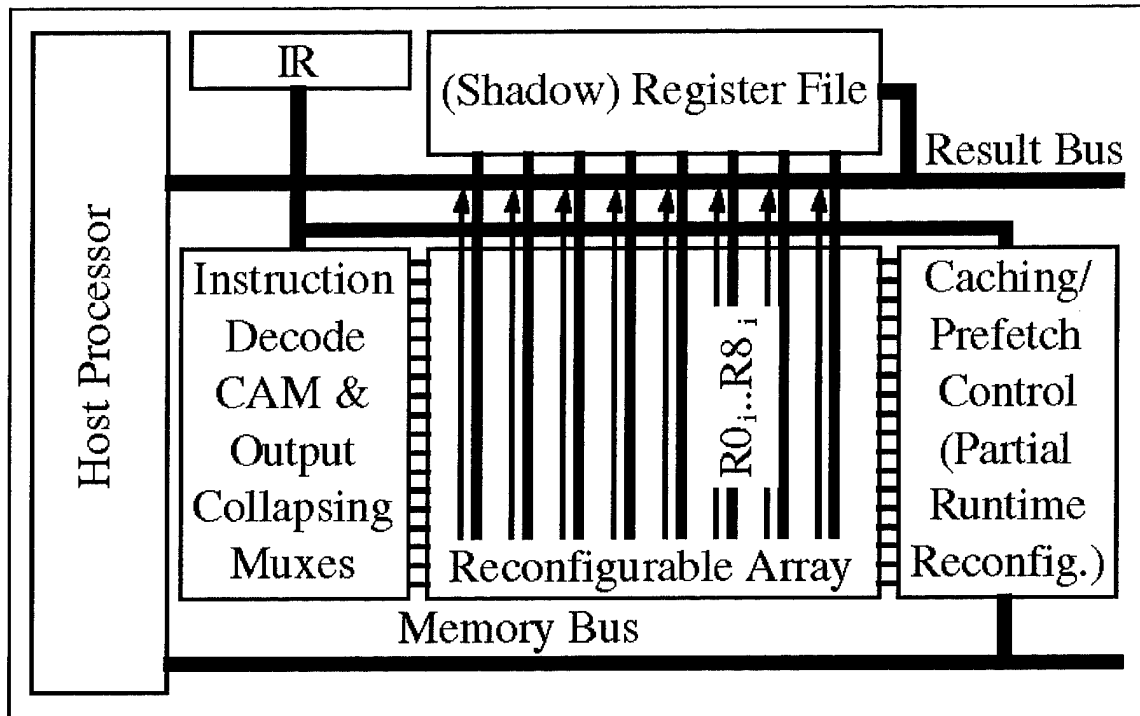 IR
(Shadow) Register File
Result Bus
Host Processor
Instruction
Decode
CAM &
Output
Collapsing
Muxes
R0i..R8 i
Reconfigurable Array
Caching/
Prefetch
Control
(Partial
Runtime
Reconfig.)
Memory Bus